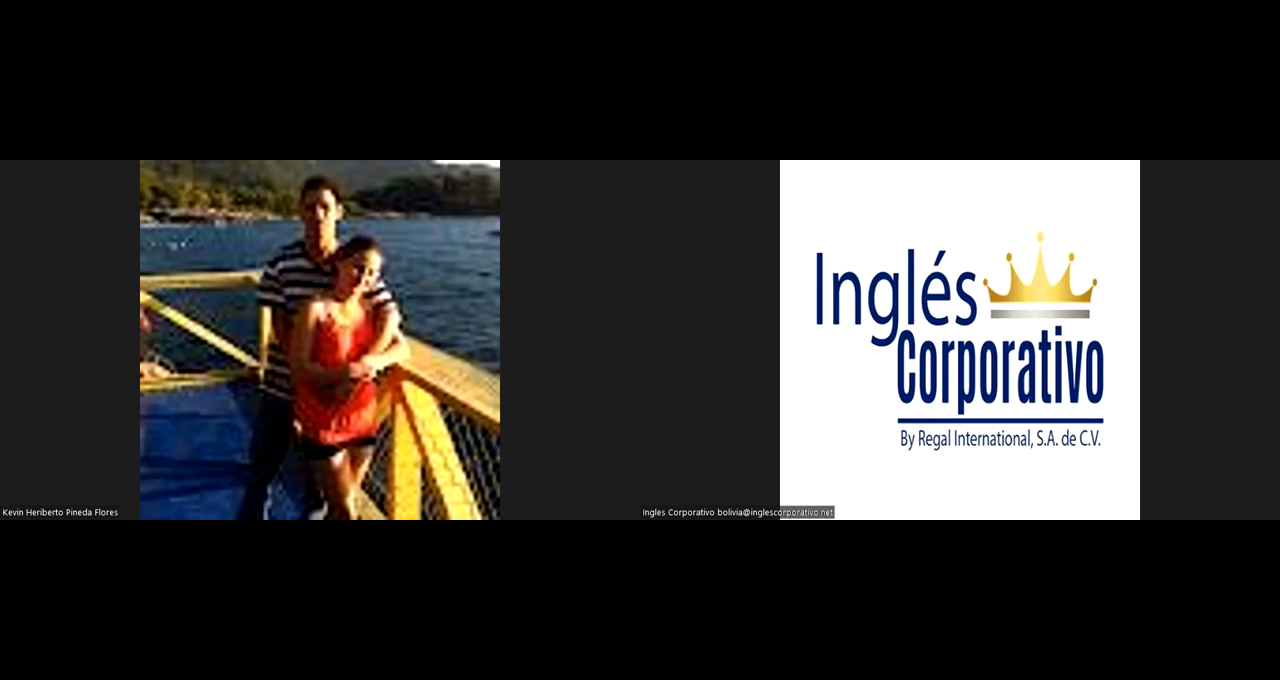 Inglés
Corporativo
By Regal International, S.A. de C.V.
Kevin Heriberto Pineda Flores
Ingles Corporativo bolivia@inglescorporativo.net